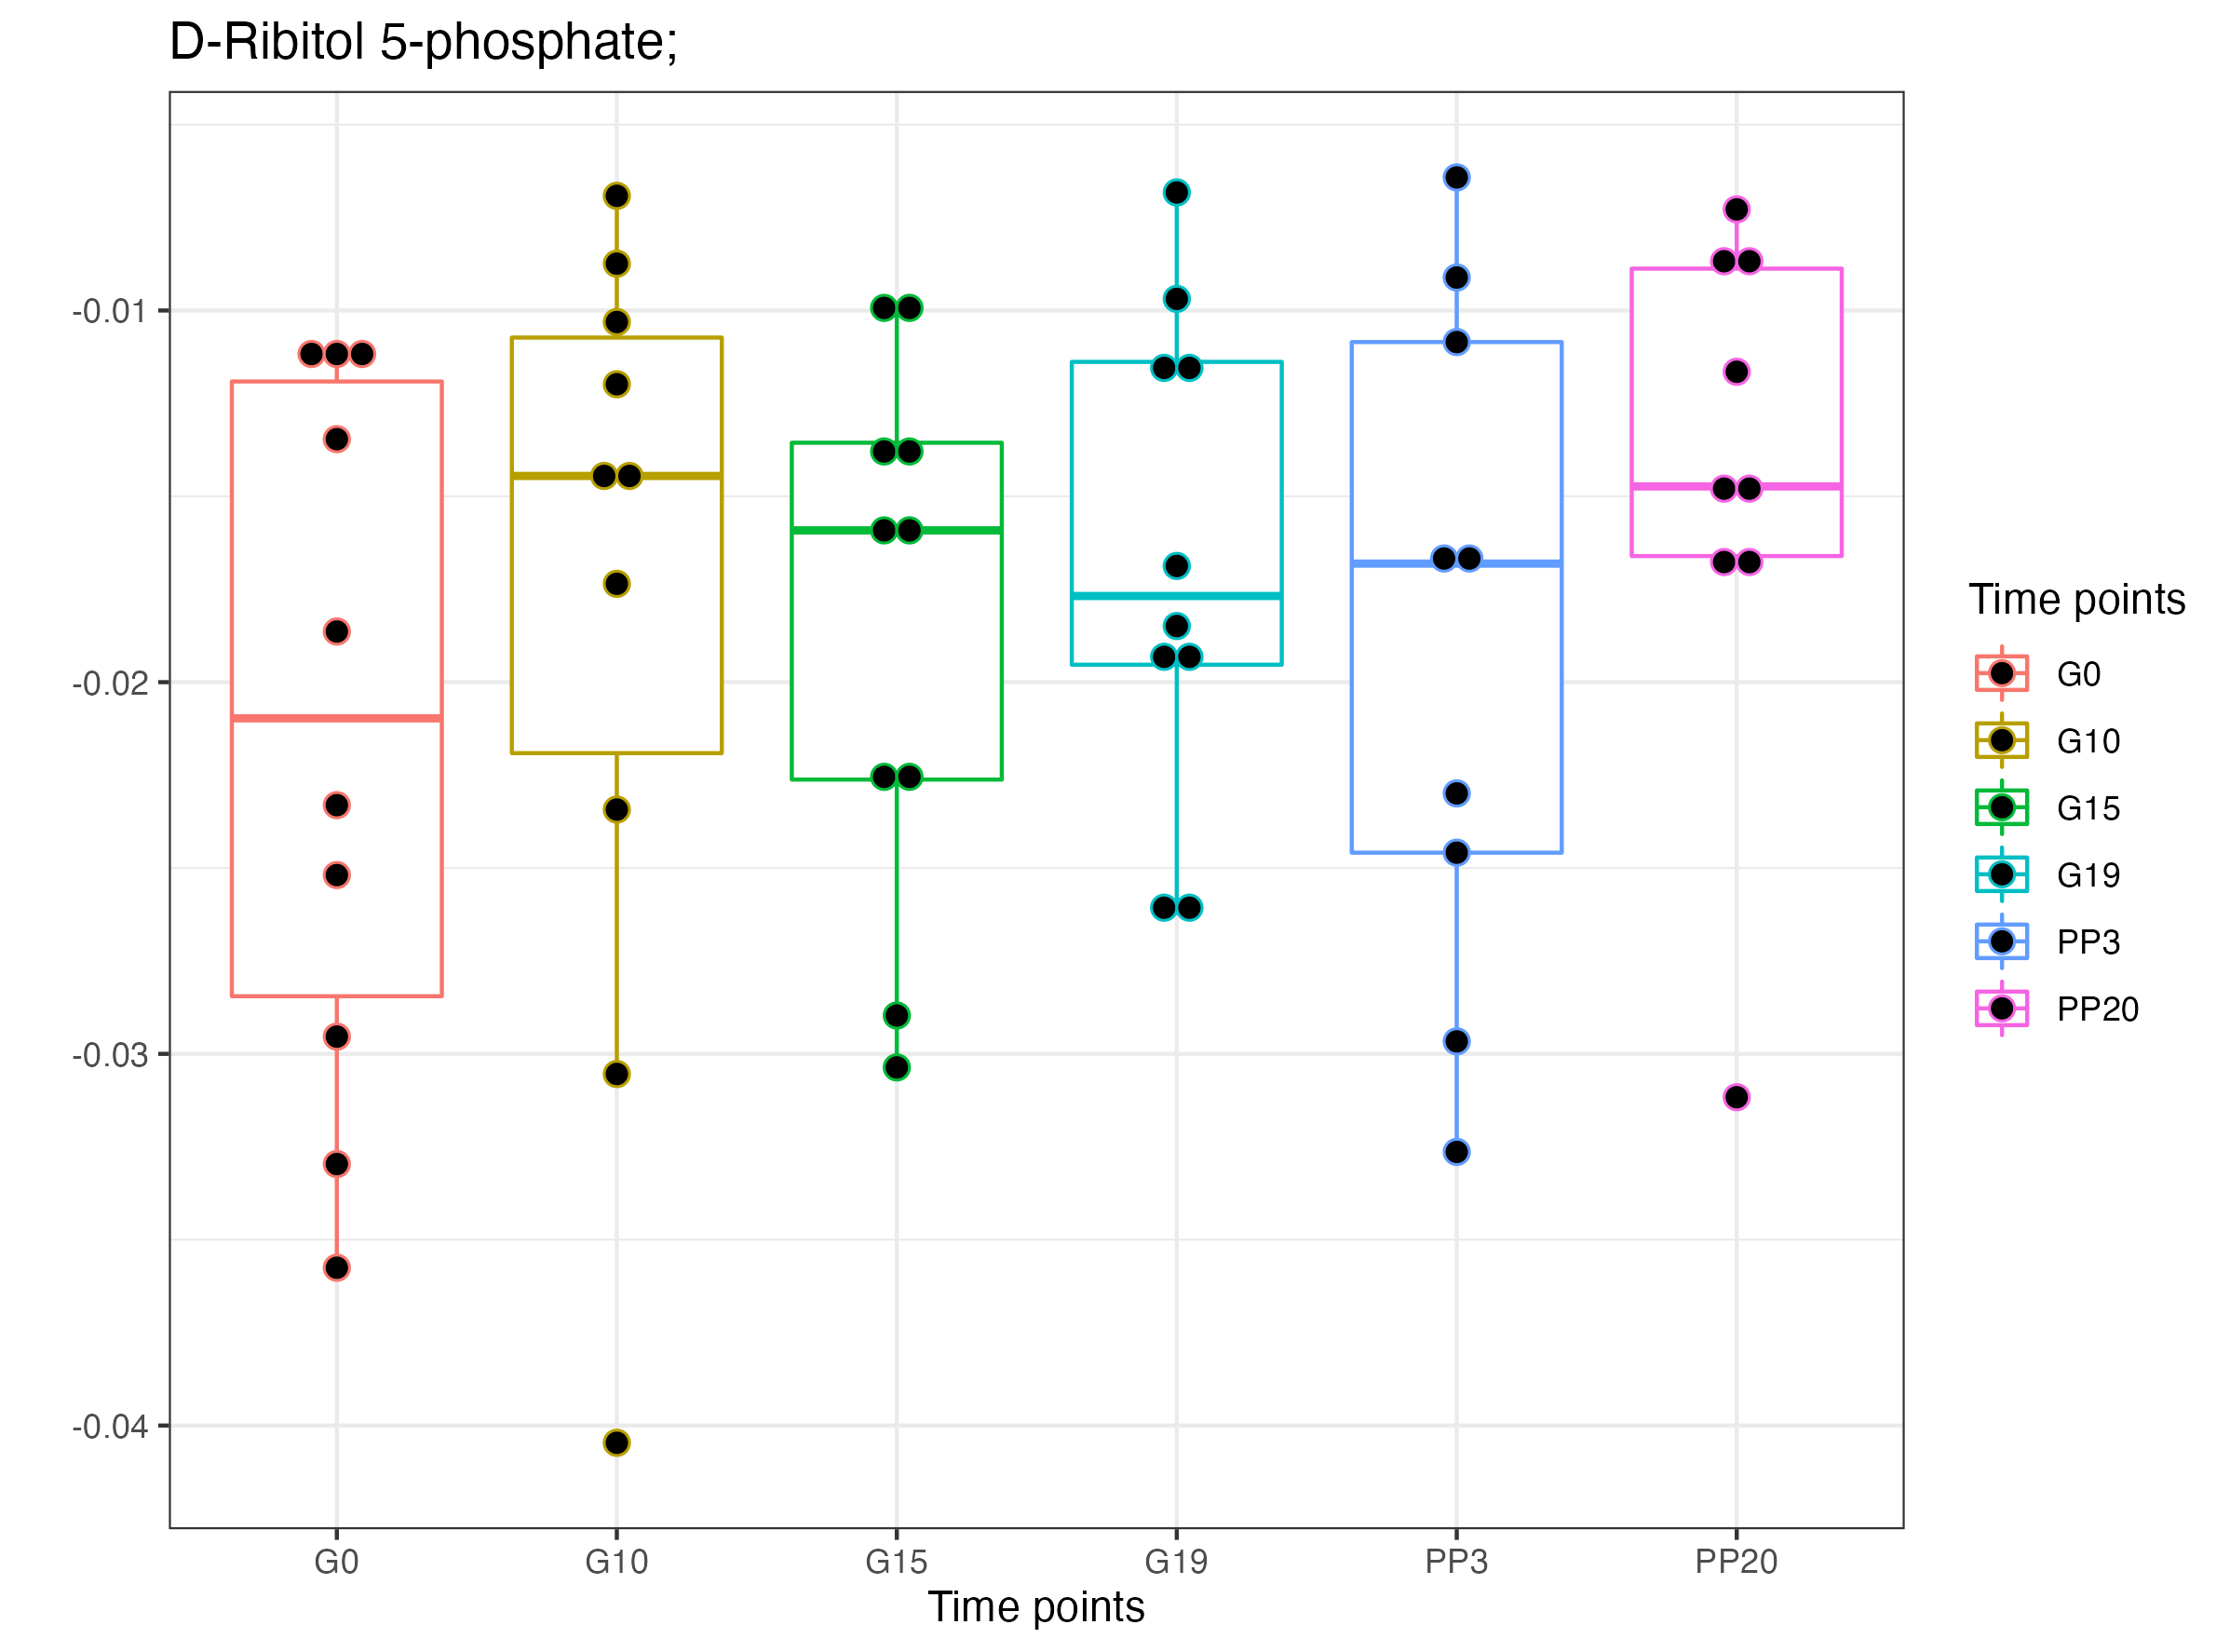 D-Ribitol 5-phosphate;
-0.01
-0.02
-0.03
-0.04
G0
G10
G15
G19
PP3
PP20
Time points
Time points
G0
G10
G15
G19
PP3
PP20